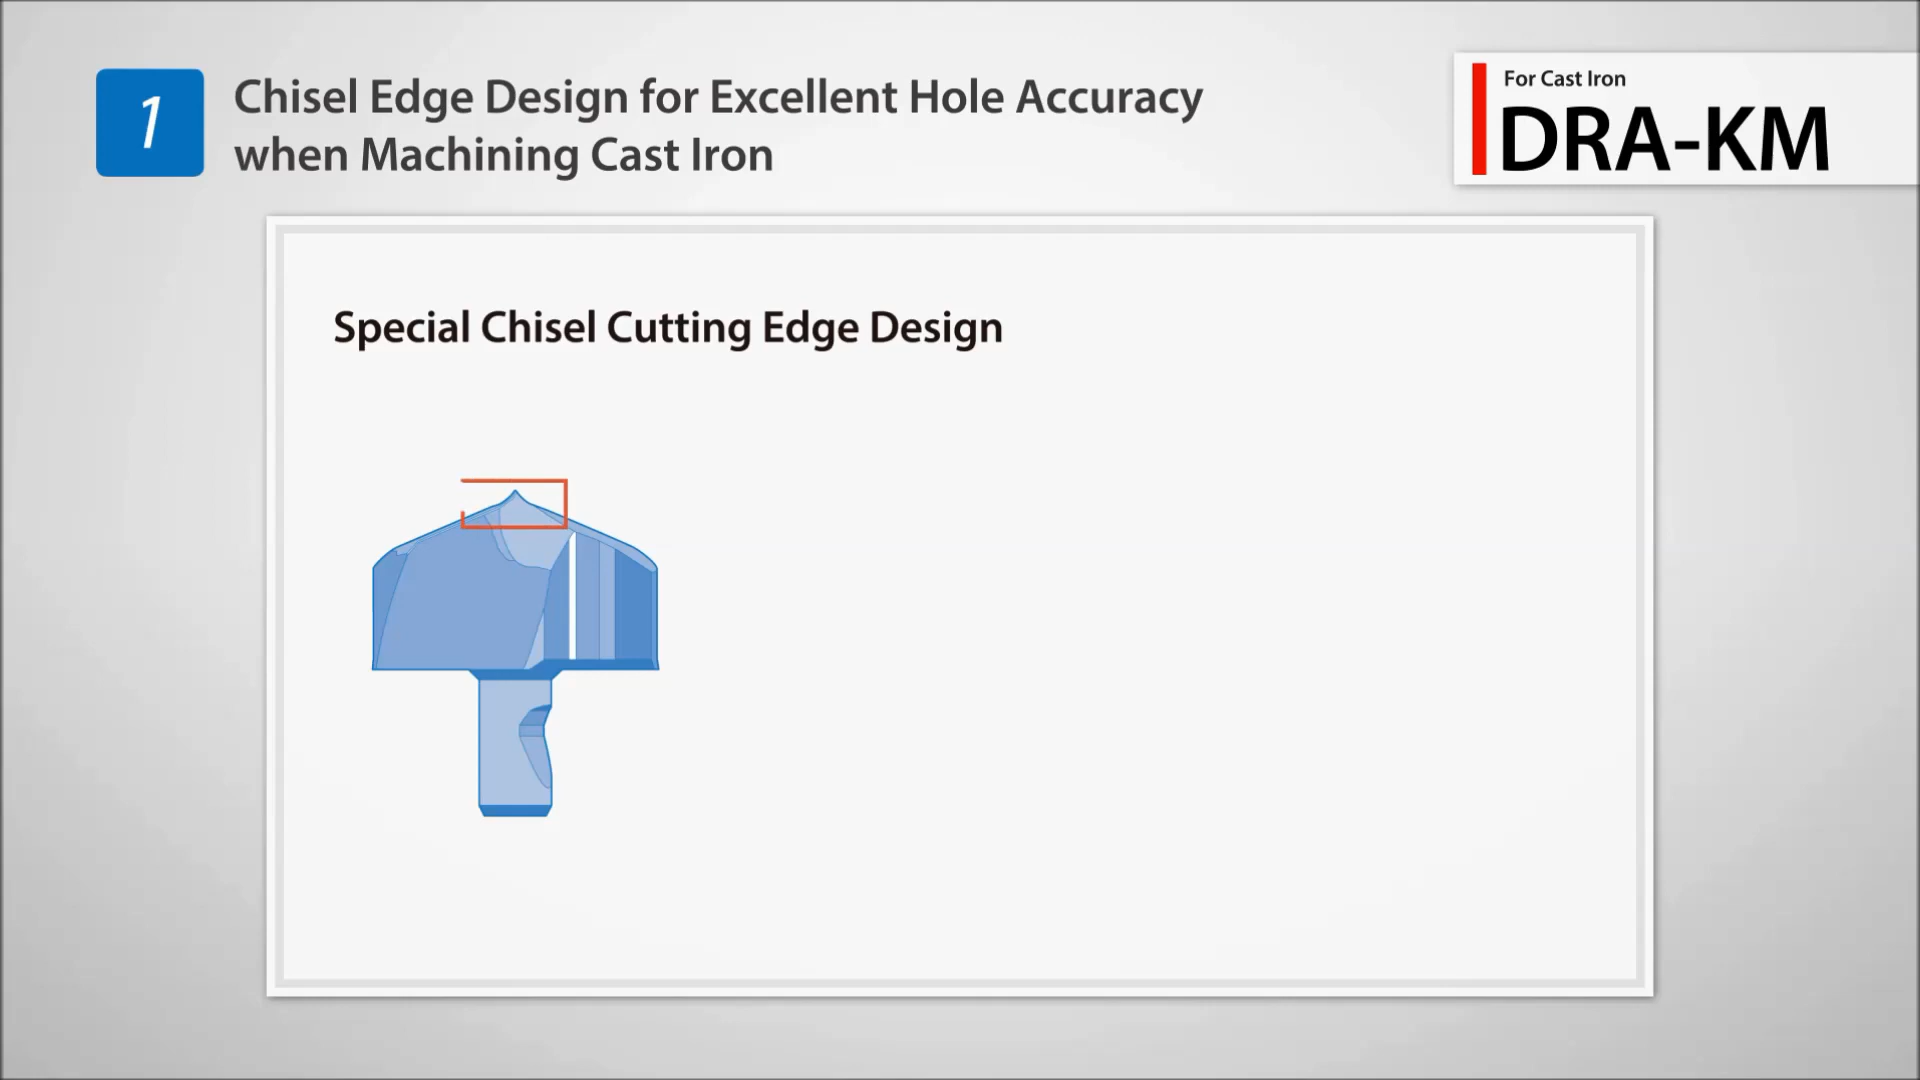 1
Chisel Edge Design for Excellent Hole Accuracy
when Machining Cast Iron
For Cast Iron
DRA-KM
Special Chisel Cutting Edge Design